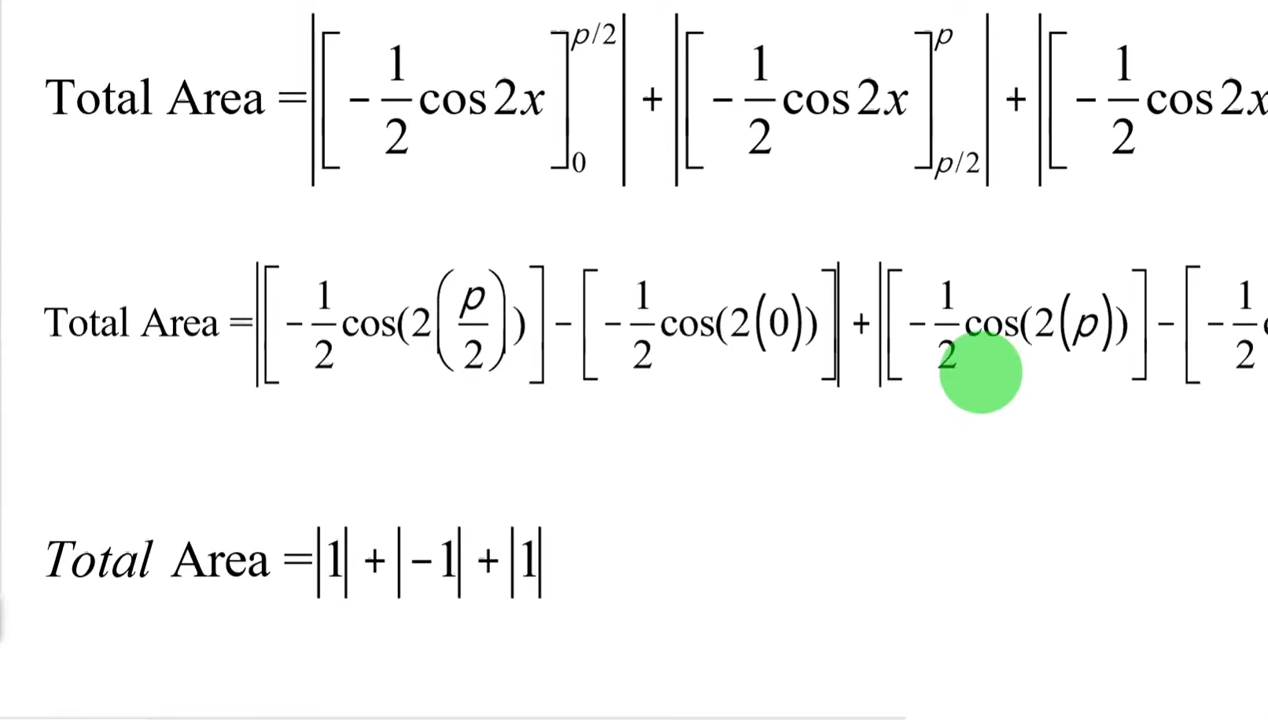 Total Area = |[ -1/2 cos 2x ]_0^{p/2}| + |[ -1/2 cos 2x ]_{p/2}^{p}| + |[ -1/2 cos 2x
Total Area = |[ -1/2 cos(2(p/2)) ] - [ -1/2 cos(2(0)) ]| + |[ -1/2 cos(2(p)) ] - [ -1/2
Total Area = |1| + |-1| + |1|